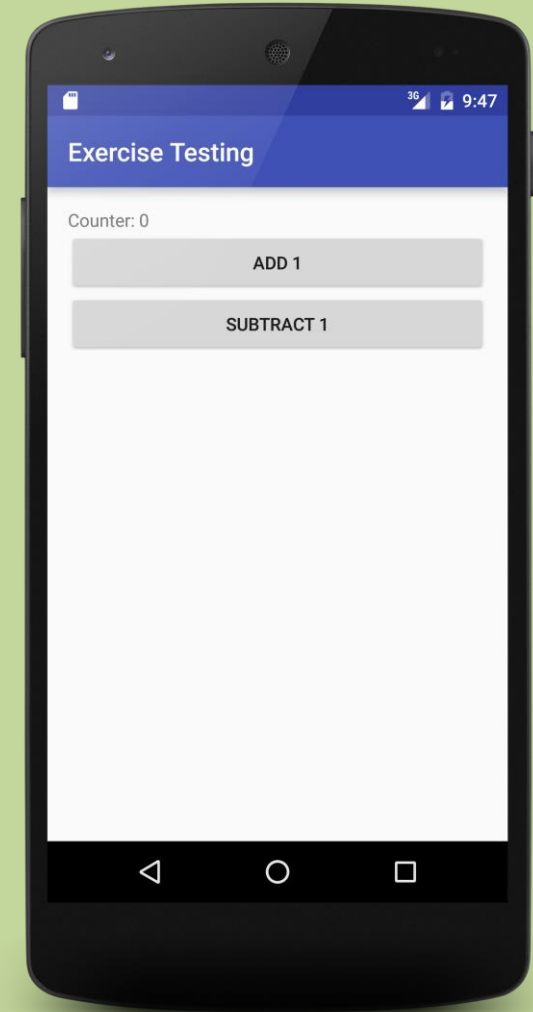 3G 9:47
Exercise Testing
Counter: 0
ADD 1
SUBTRACT 1